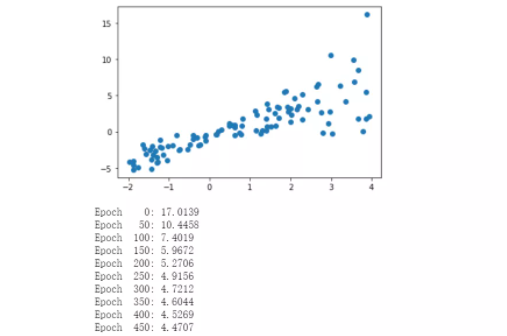 15
10
5
0
−5
−2 −1 0 1 2 3 4
Epoch 0: 17.0139
Epoch 50: 10.4458
Epoch 100: 7.4019
Epoch 150: 5.9672
Epoch 200: 5.2706
Epoch 250: 4.9156
Epoch 300: 4.7212
Epoch 350: 4.6044
Epoch 400: 4.5269
Epoch 450: 4.4707